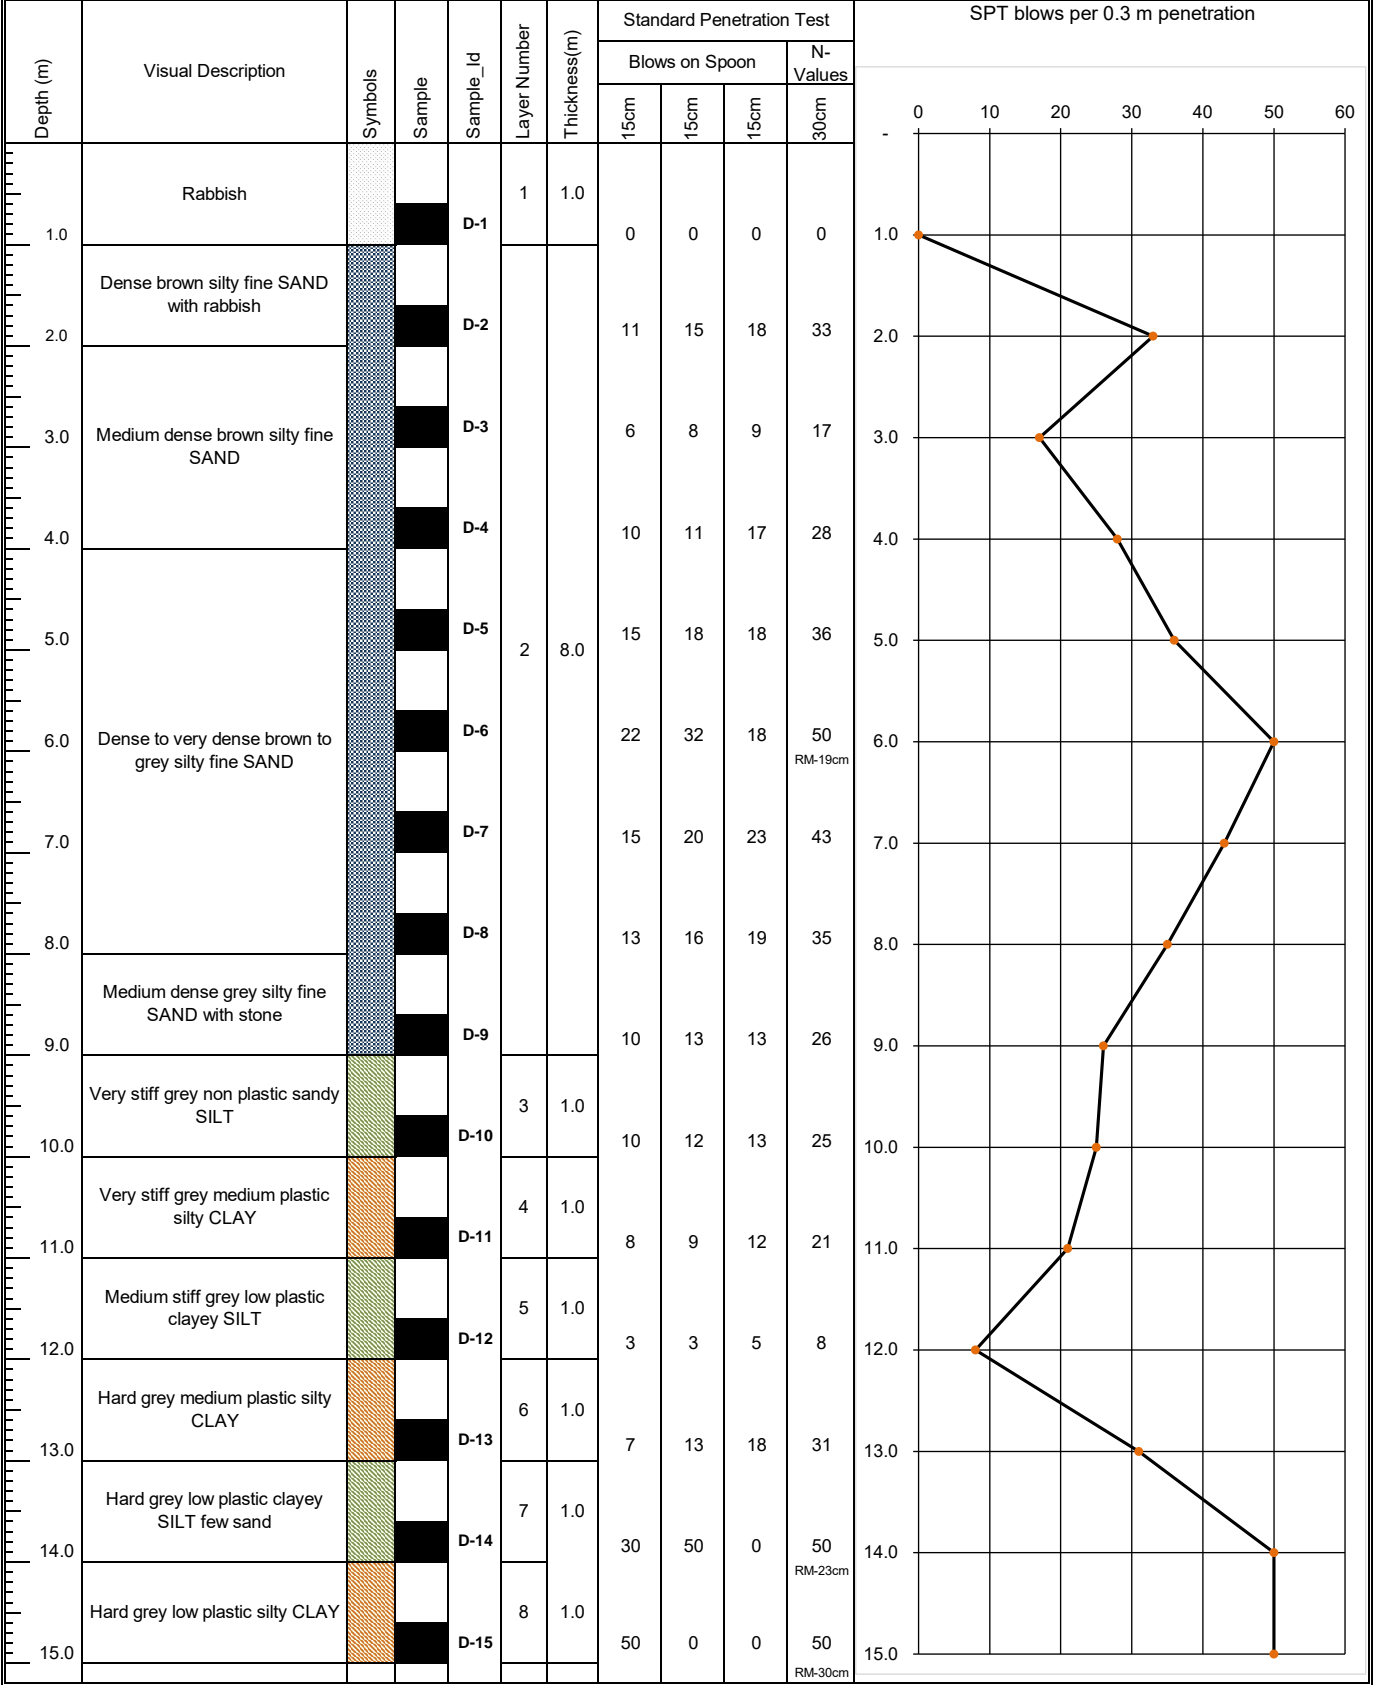 Standard Penetration Test
SPT blows per 0.3 m penetration
Depth (m)
Visual Description
Symbols
Sample
Sample_Id
Layer Number
Thickness(m)
Blows on Spoon
N-
Values
15cm
15cm
15cm
30cm
0 10 20 30 40 50 60
-
Rabbish
1 1.0
D-1
1.0
0 0 0 0
1.0
Dense brown silty fine SAND
with rabbish
D-2
2.0
11 15 18 33
2.0
Medium dense brown silty fine
SAND
D-3
3.0
6 8 9 17
3.0
D-4
4.0
10 11 17 28
4.0
D-5
5.0
15 18 18 36
5.0
2 8.0
Dense to very dense brown to
grey silty fine SAND
D-6
6.0
22 32 18 50
RM-19cm
6.0
D-7
7.0
15 20 23 43
7.0
D-8
8.0
13 16 19 35
8.0
Medium dense grey silty fine
SAND with stone
D-9
9.0
10 13 13 26
9.0
Very stiff grey non plastic sandy
SILT
3 1.0
D-10
10.0
10 12 13 25
10.0
Very stiff grey medium plastic
silty CLAY
4 1.0
D-11
11.0
8 9 12 21
11.0
Medium stiff grey low plastic
clayey SILT
5 1.0
D-12
12.0
3 3 5 8
12.0
Hard grey medium plastic silty
CLAY
6 1.0
D-13
13.0
7 13 18 31
13.0
Hard grey low plastic clayey
SILT few sand
7 1.0
D-14
14.0
30 50 0 50
RM-23cm
14.0
Hard grey low plastic silty CLAY
8 1.0
D-15
15.0
50 0 0 50
RM-30cm
15.0